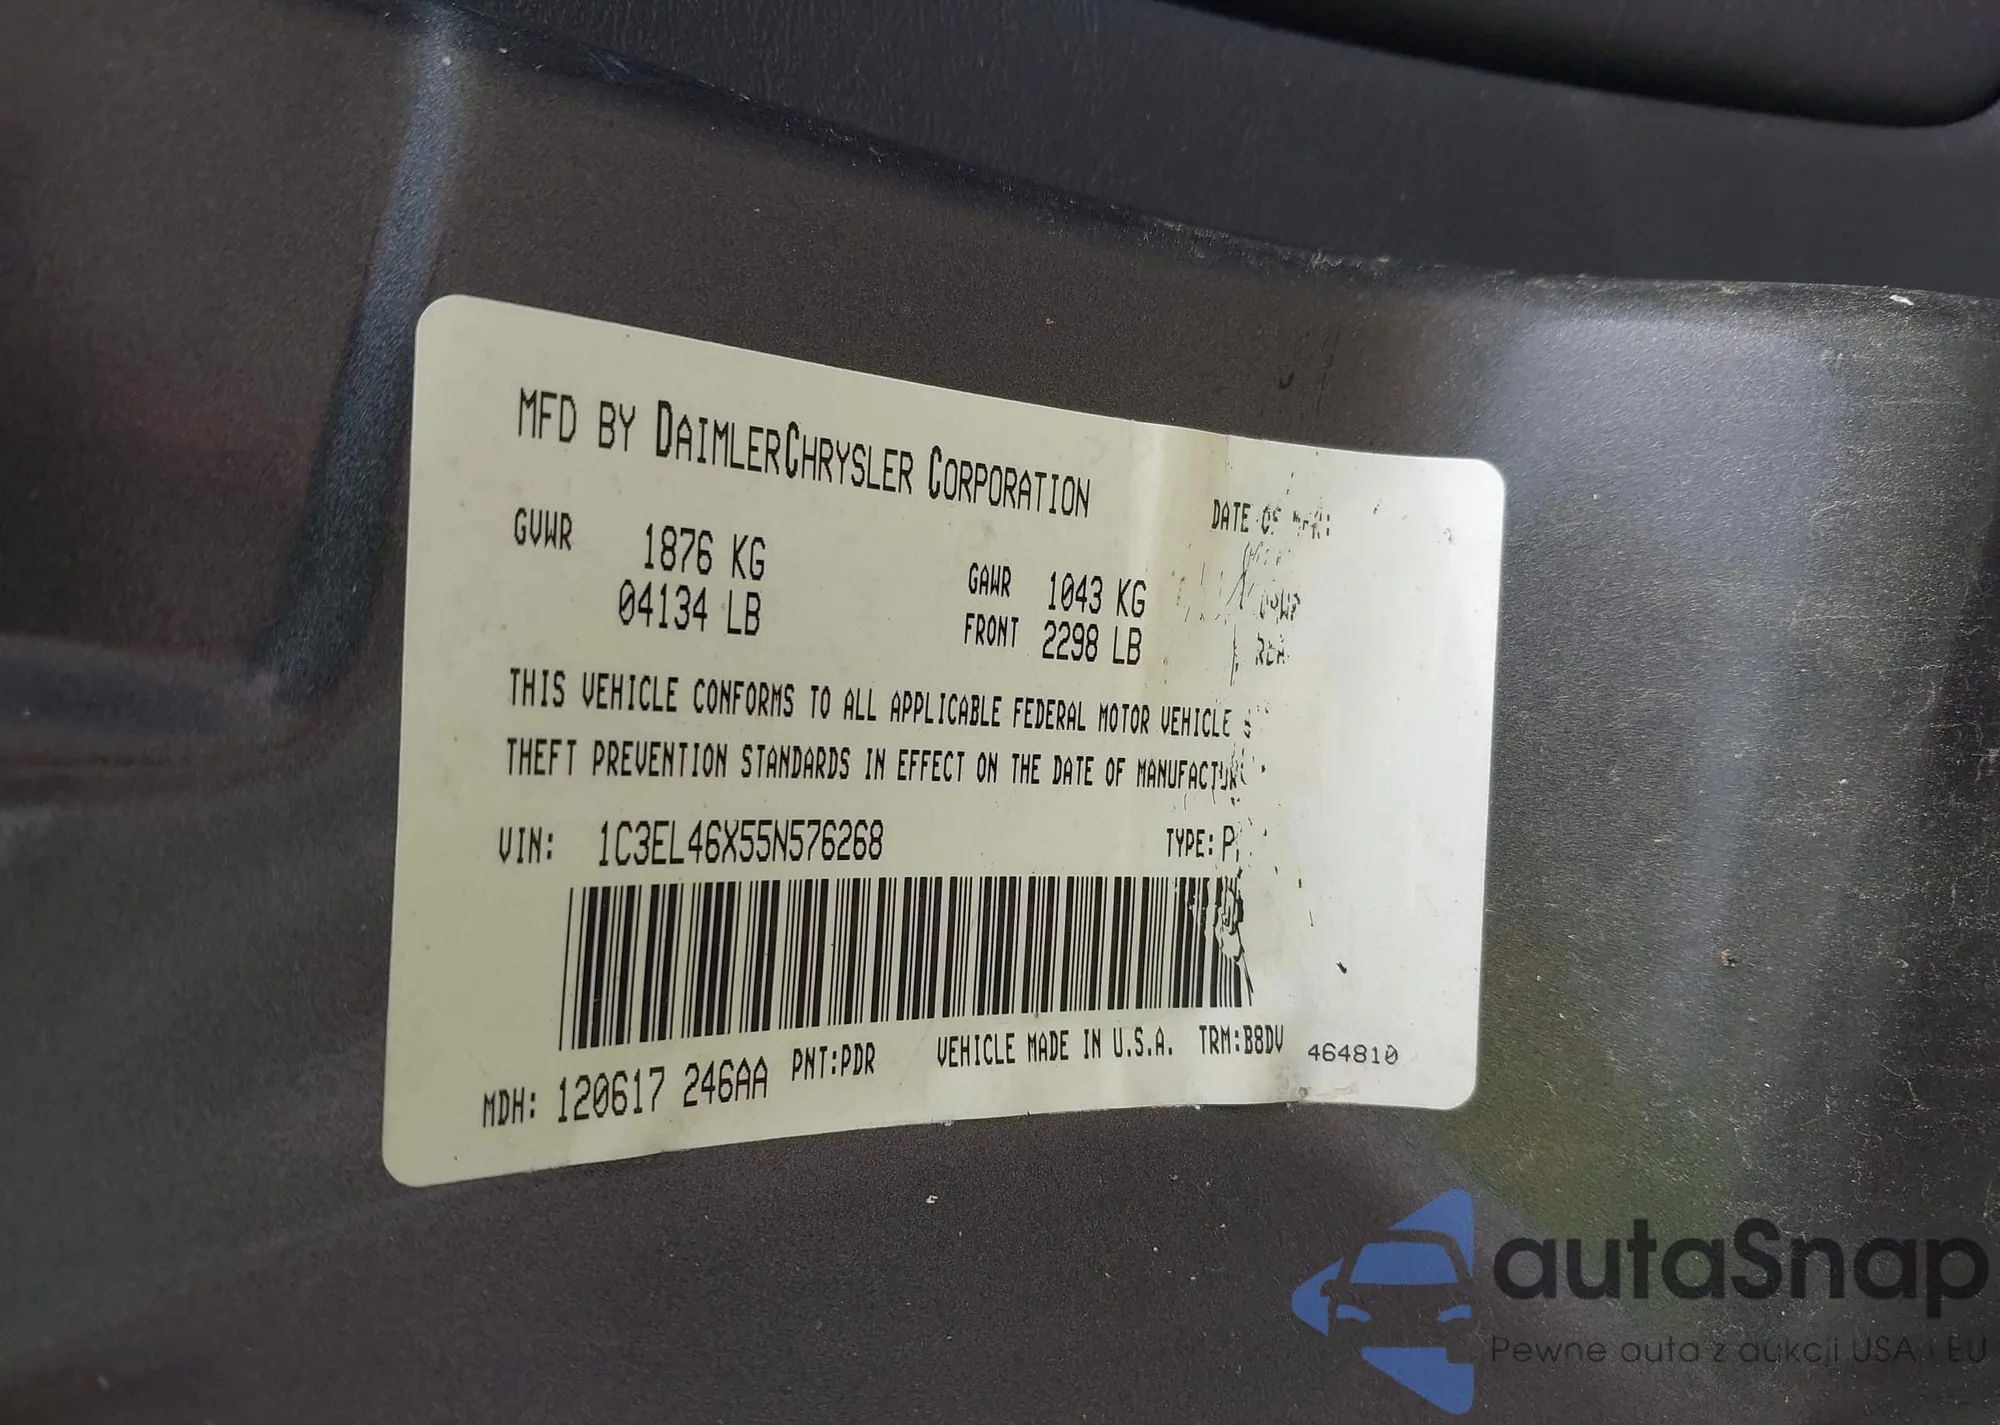 MFD BY DAIMLERCHRYSLER CORPORATION
DATE OF
GVWR 1876 KG
04134 LB
GAWR 1043 KG
FRONT 2298 LB
THIS VEHICLE CONFORMS TO ALL APPLICABLE FEDERAL MOTOR VEHICLE
THEFT PREVENTION STANDARDS IN EFFECT ON THE DATE OF
VIN: 1C3EL46X55N576268 TYPE: P
MDH: 120617 246AA PNT:PDR VEHICLE MADE IN U.S.A. TRM:B8DV 464810
autaSnap
Pewne auta z aukcji USA i EU